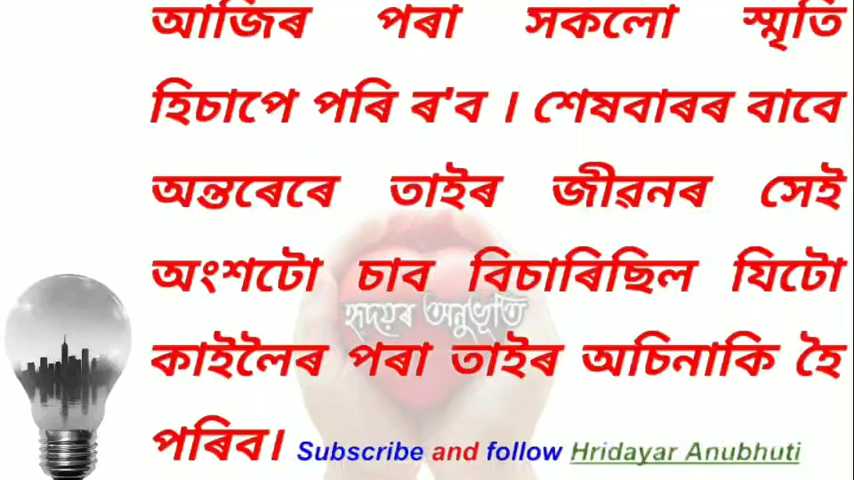 আজিৰ পৰা সকলো স্মৃতি
হিচাপে পৰি ৰ'ব । শেষবাৰৰ বাবে
অন্তৰেৰে তাইৰ জীৱনৰ সেই
অংশটো চাব বিচাৰিছিল যিটো
হৃদয়ৰ অনুভূতি
কাইলৈৰ পৰা তাইৰ অচিনাকি হৈ
পৰিব। Subscribe and follow Hridayar Anubhuti